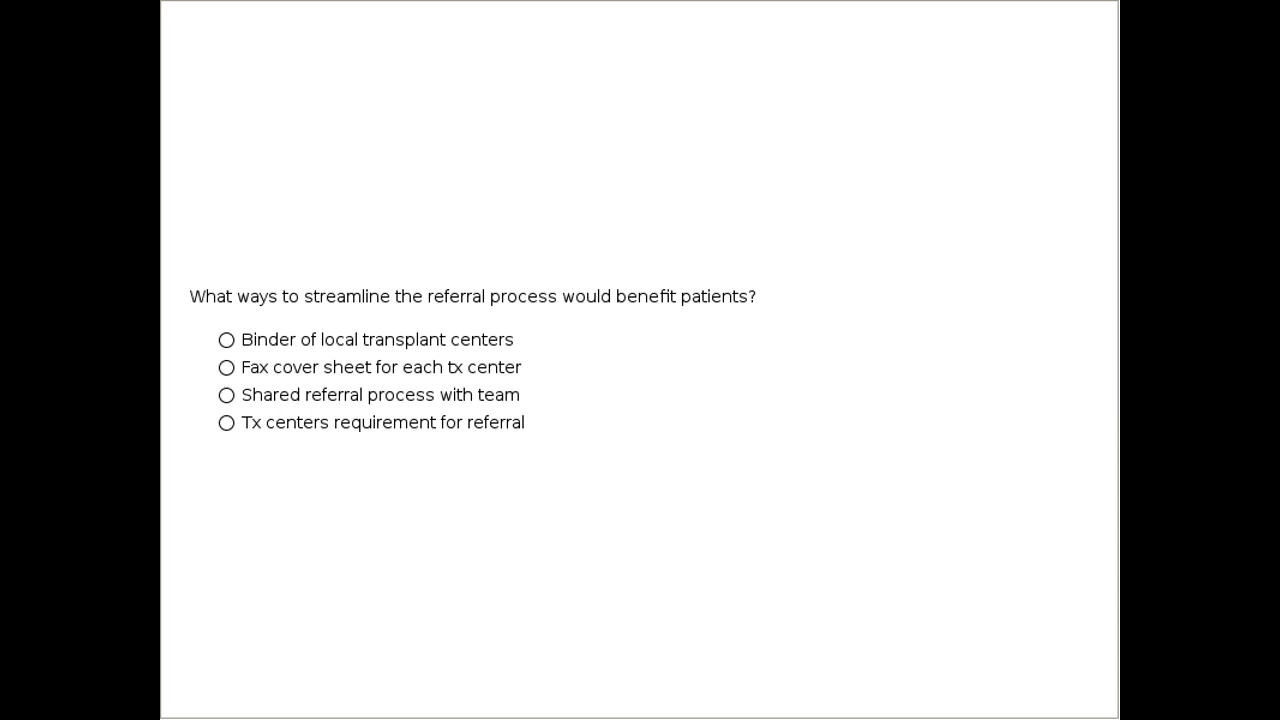 What ways to streamline the referral process would benefit patients?
Binder of local transplant centers
Fax cover sheet for each tx center
Shared referral process with team
Tx centers requirement for referral